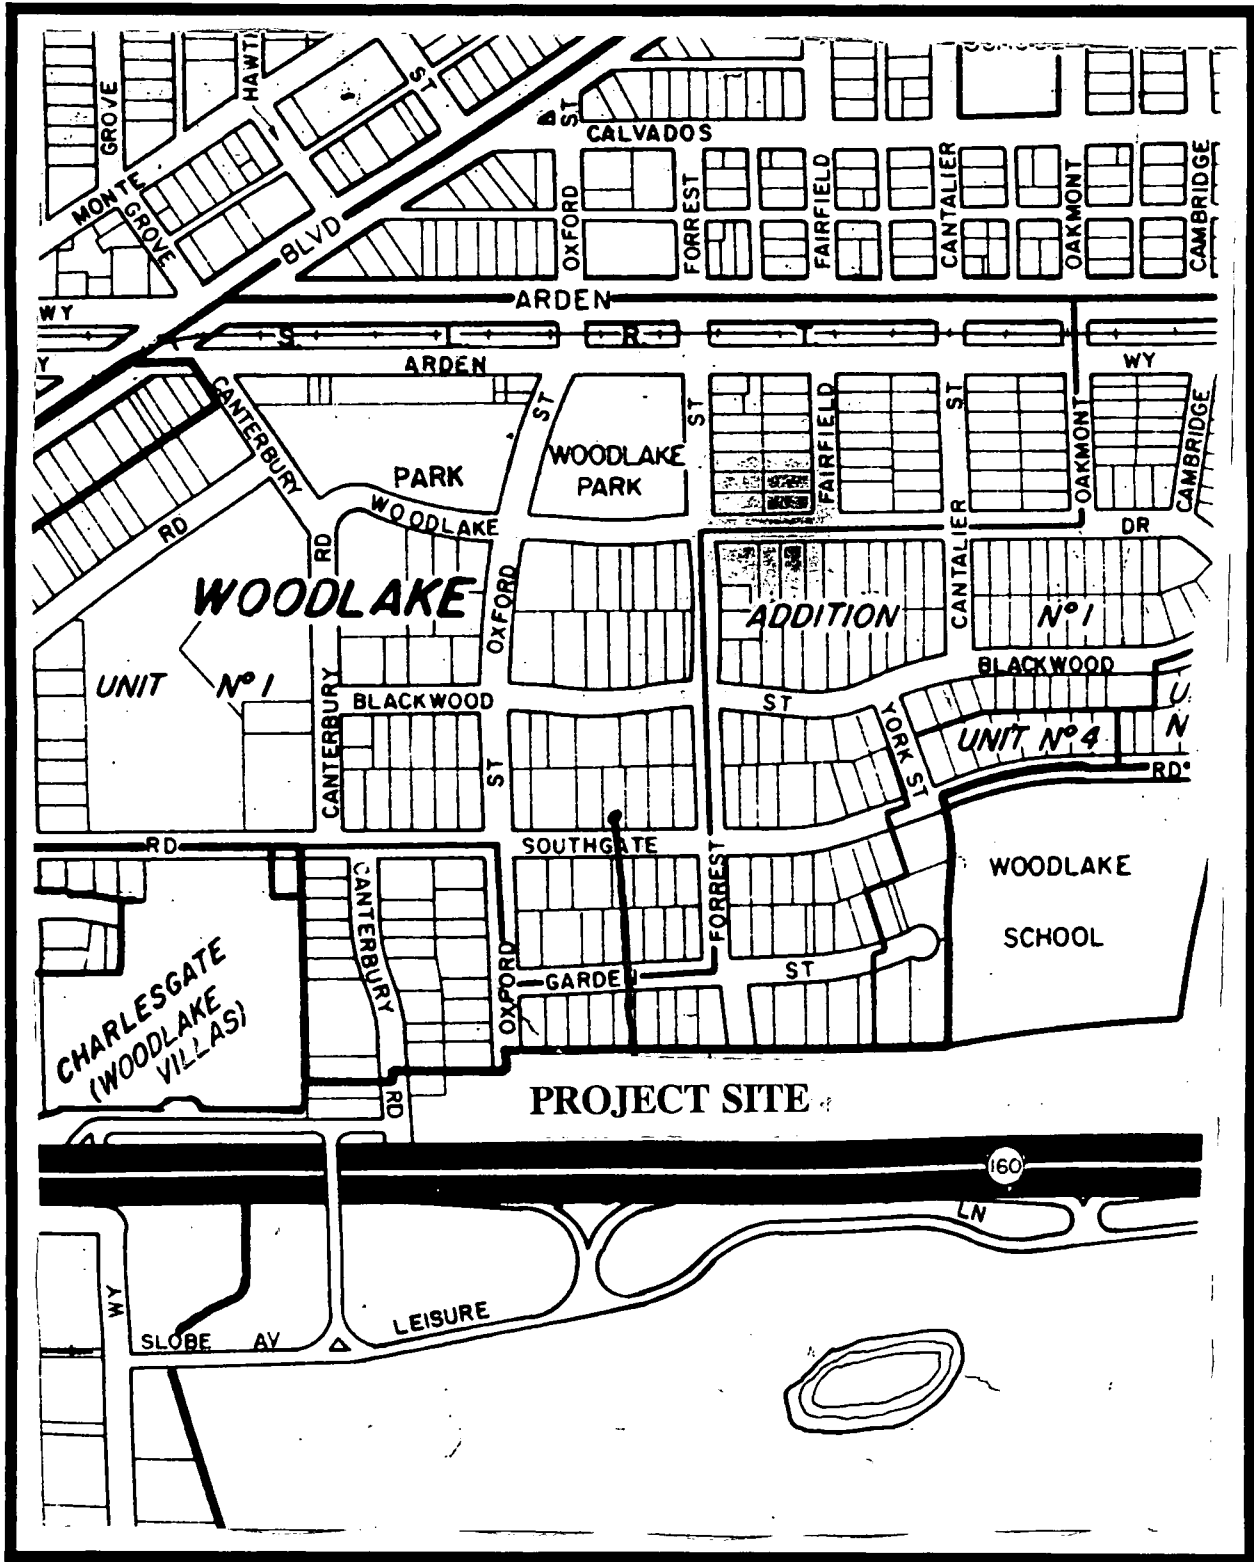 GROVE
ST
ST
CALVADOS
MONTE
GROVE
BLVD
OXFORD
FORREST
FAIRFIELD
CANTALIER
OAKMONT
CAMBRIDGE
ARDEN
WY
S
R
T
ARDEN
WY
Y
CANTERBURY
ST
ST
FAIRFIELD
ST
OAKMONT
CAMBRIDGE
PARK
WOODLAKE
PARK
WOODLAKE
CANTALIER
DR
RD
RD
WOODLAKE
OXFORD
ADDITION
Nº 1
UNIT Nº 1
BLACKWOOD
CANTERBURY
BLACKWOOD
ST
YORK ST
UNIT Nº 4
U
N
ST
RD
RD
SOUTHGATE
FORREST
WOODLAKE
SCHOOL
CANTERBURY
OXFORD
GARDE
ST
CHARLESGATE
(WOODLAKE
VILLAS)
RD
PROJECT SITE
160
LN
WY
LEISURE
SLOBE AV